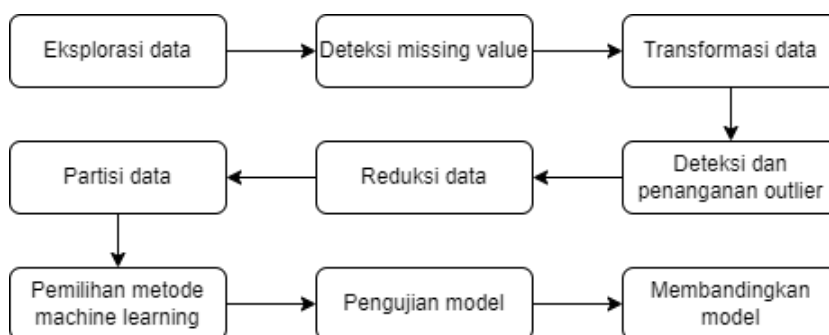 Eksplorasi data
Deteksi missing value
Transformasi data
Deteksi dan
penanganan outlier
Reduksi data
Partisi data
Pemilihan metode
machine learning
Pengujian model
Membandingkan
model